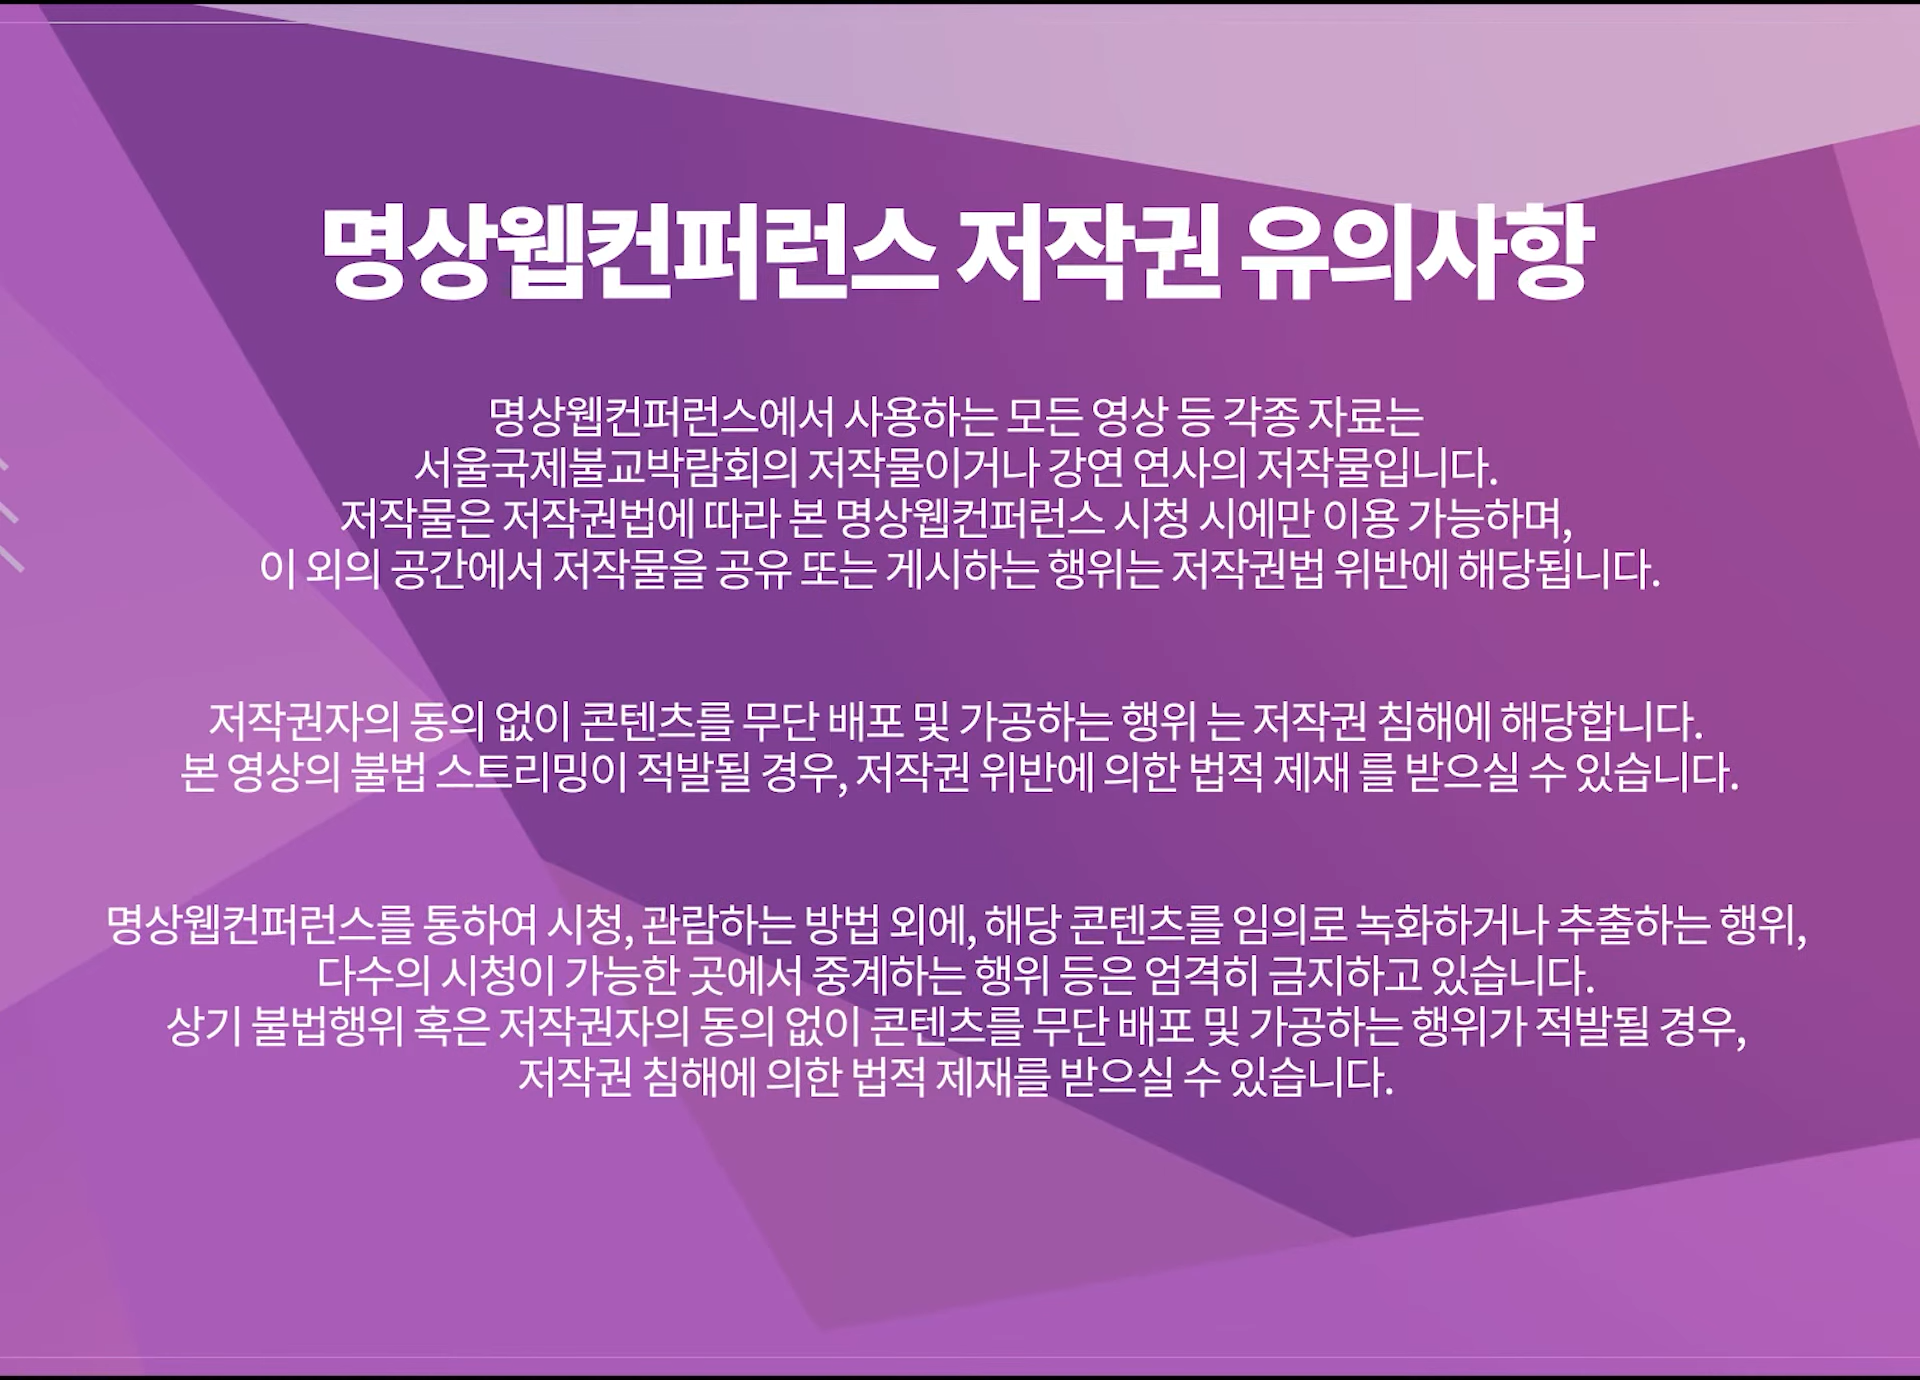 명상웹컨퍼런스 저작권 유의사항
명상웹컨퍼런스에서 사용하는 모든 영상 등 각종 자료는
서울국제불교박람회의 저작물이거나 강연 연사의 저작물입니다.
저작물은 저작권법에 따라 본 명상웹컨퍼런스 시청 시에만 이용 가능하며,
이 외의 공간에서 저작물을 공유 또는 게시하는 행위는 저작권법 위반에 해당됩니다.
저작권자의 동의 없이 콘텐츠를 무단 배포 및 가공하는 행위 는 저작권 침해에 해당합니다.
본 영상의 불법 스트리밍이 적발될 경우, 저작권 위반에 의한 법적 제재 를 받으실 수 있습니다.
명상웹컨퍼런스를 통하여 시청, 관람하는 방법 외에, 해당 콘텐츠를 임의로 녹화하거나 추출하는 행위,
다수의 시청이 가능한 곳에서 중계하는 행위 등은 엄격히 금지하고 있습니다.
상기 불법행위 혹은 저작권자의 동의 없이 콘텐츠를 무단 배포 및 가공하는 행위가 적발될 경우,
저작권 침해에 의한 법적 제재를 받으실 수 있습니다.